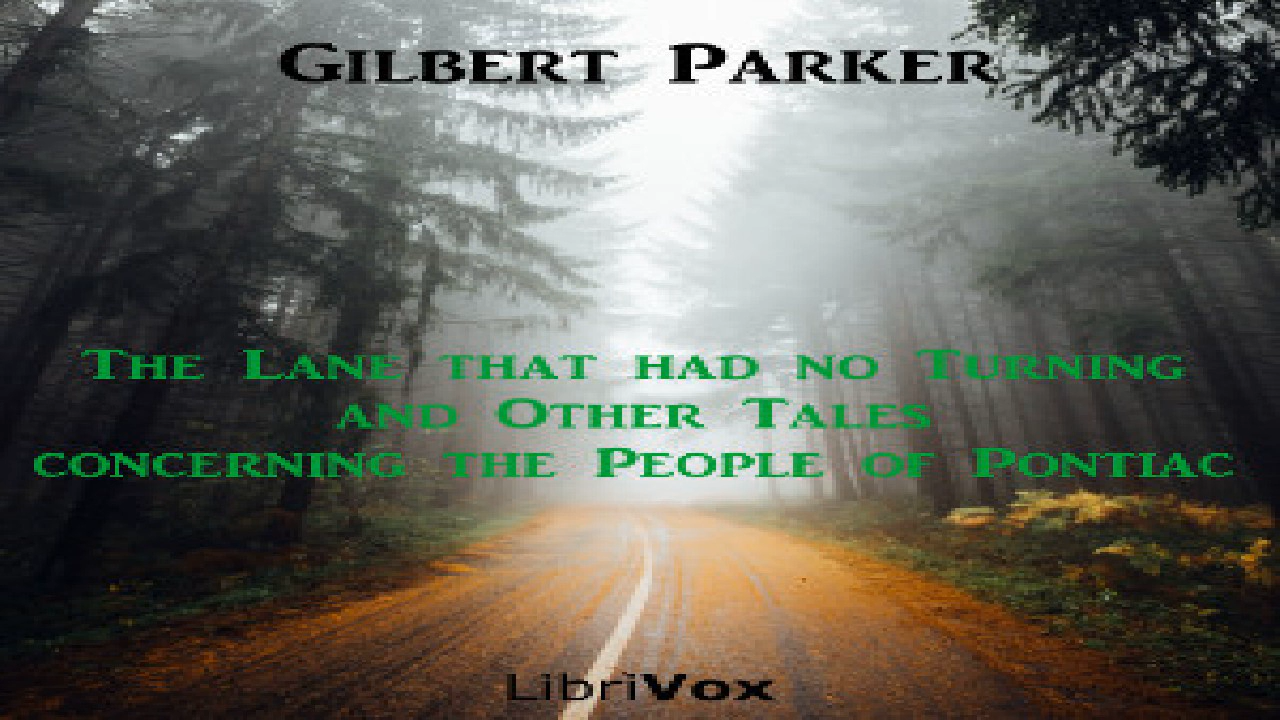 Gilbert Parker
The Lane that had no Turning
and Other Tales
concerning the People of Pontiac
LibriVox